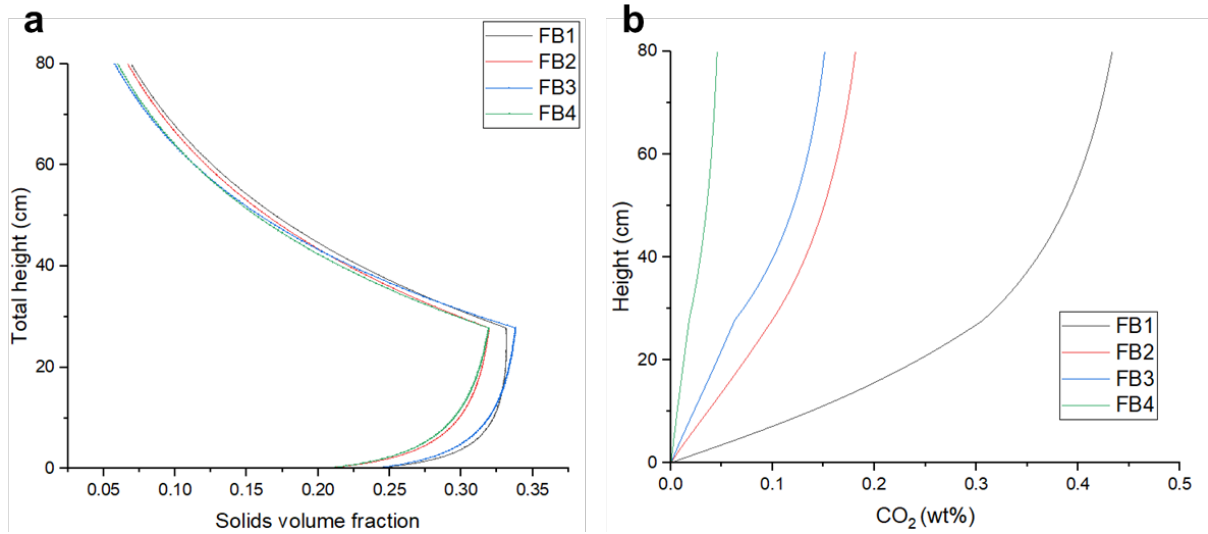 a
FB1
FB2
FB3
FB4
80
60
40
20
0
Total height (cm)
0.05 0.10 0.15 0.20 0.25 0.30 0.35
Solids volume fraction
b
80
60
40
20
0
Height (cm)
FB1
FB2
FB3
FB4
0.0 0.1 0.2 0.3 0.4 0.5
CO₂ (wt%)